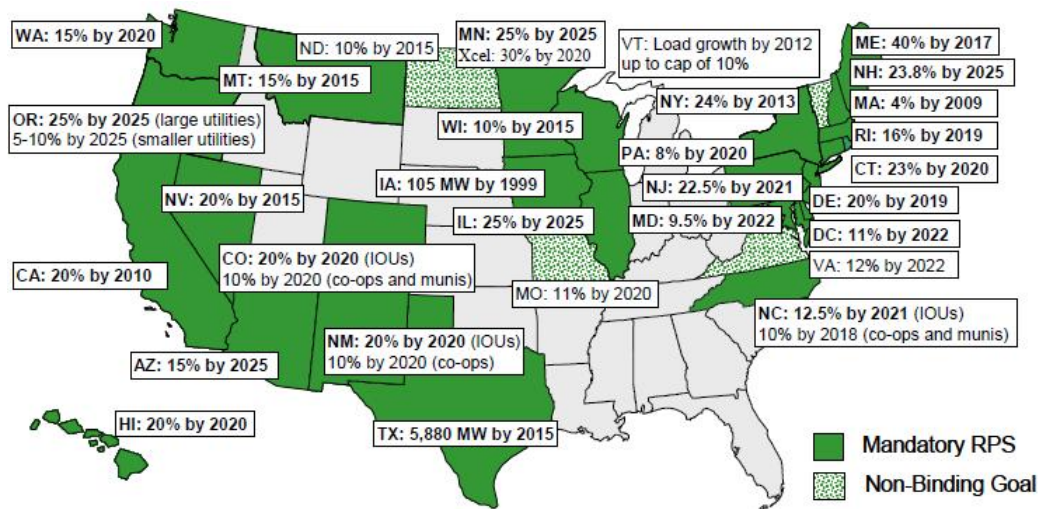 WA: 15% by 2020
ND: 10% by 2015
MN: 25% by 2025
Xcel: 30% by 2020
VT: Load growth by 2012
up to cap of 10%
ME: 40% by 2017
NH: 23.8% by 2025
MT: 15% by 2015
NY: 24% by 2013
MA: 4% by 2009
OR: 25% by 2025 (large utilities)
5-10% by 2025 (smaller utilities)
WI: 10% by 2015
RI: 16% by 2019
PA: 8% by 2020
CT: 23% by 2020
NV: 20% by 2015
IA: 105 MW by 1999
NJ: 22.5% by 2021
DE: 20% by 2019
IL: 25% by 2025
MD: 9.5% by 2022
DC: 11% by 2022
CA: 20% by 2010
CO: 20% by 2020 (IOUs)
10% by 2020 (co-ops and munis)
VA: 12% by 2022
MO: 11% by 2020
NC: 12.5% by 2021 (IOUs)
10% by 2018 (co-ops and munis)
AZ: 15% by 2025
NM: 20% by 2020 (IOUs)
10% by 2020 (co-ops)
HI: 20% by 2020
TX: 5,880 MW by 2015
Mandatory RPS
Non-Binding Goal